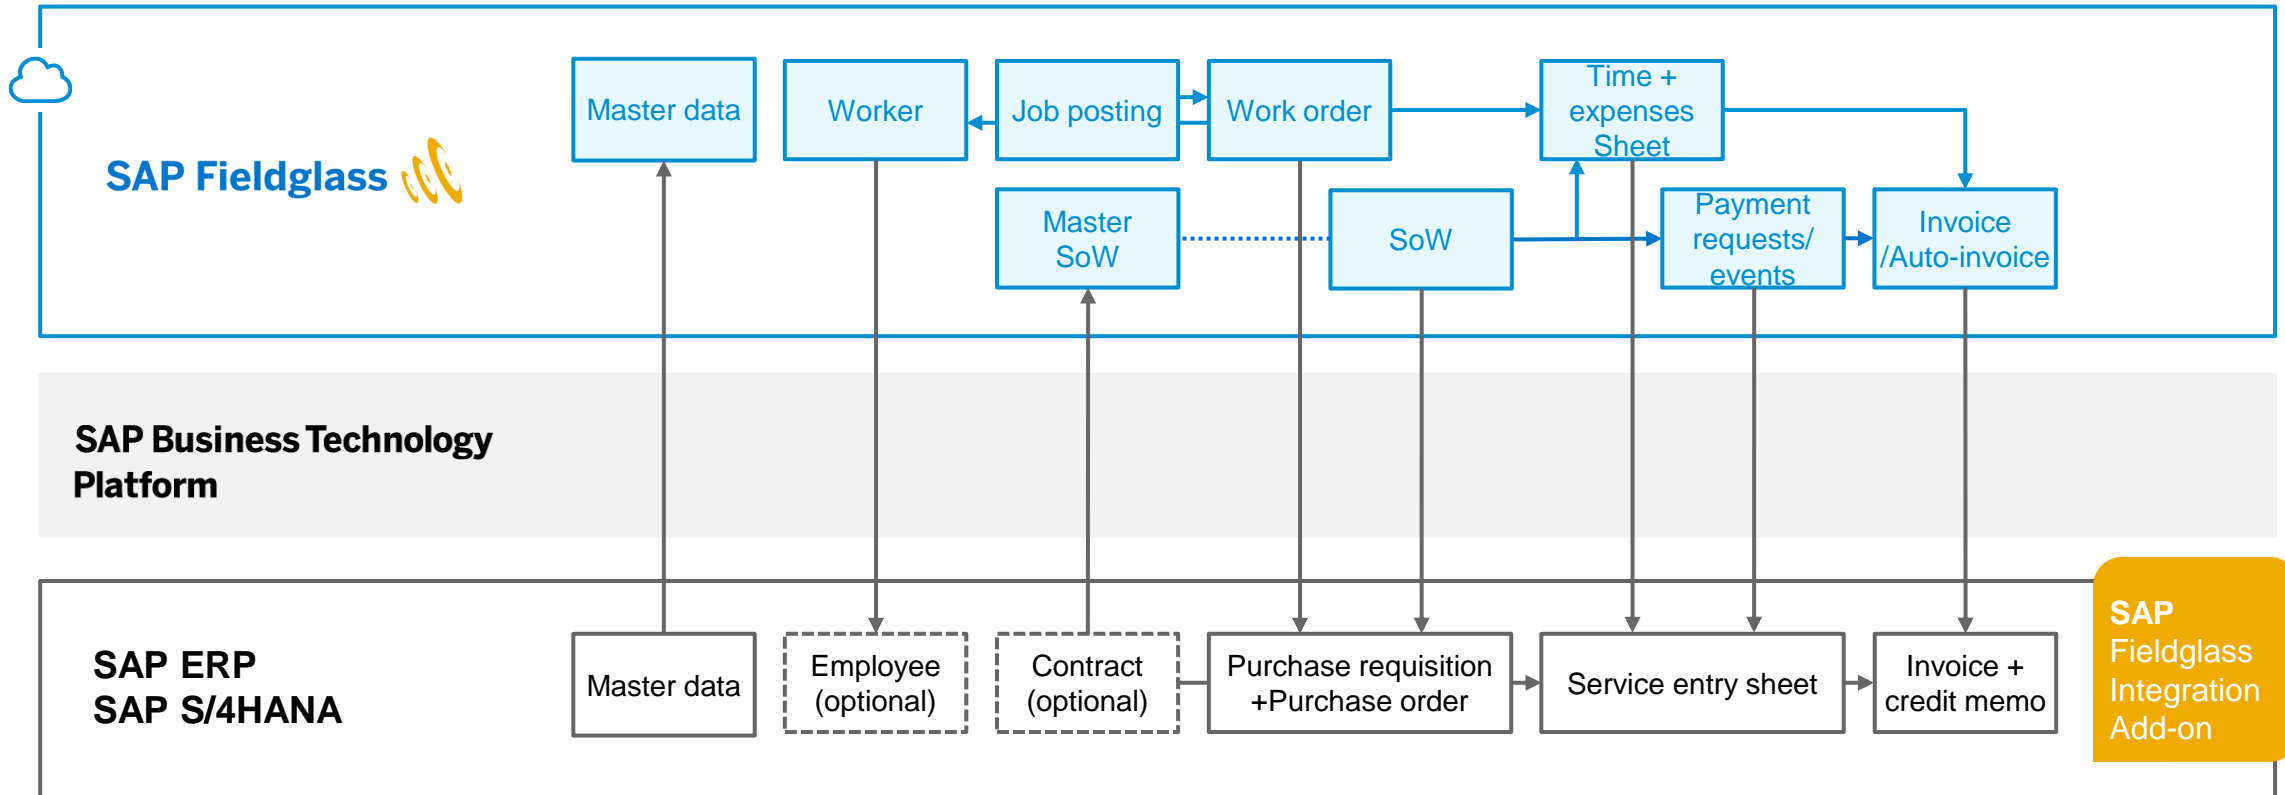 Master data
Worker
Job posting
Work order
Time +
expenses
Sheet
SAP Fieldglass
Master
SoW
SoW
Payment
requests/
events
Invoice
/Auto-invoice
SAP Business Technology
Platform
SAP ERP
SAP S/4HANA
Master data
Employee
(optional)
Contract
(optional)
Purchase requisition
+Purchase order
Service entry sheet
Invoice +
credit memo
SAP
Fieldglass
Integration
Add-on